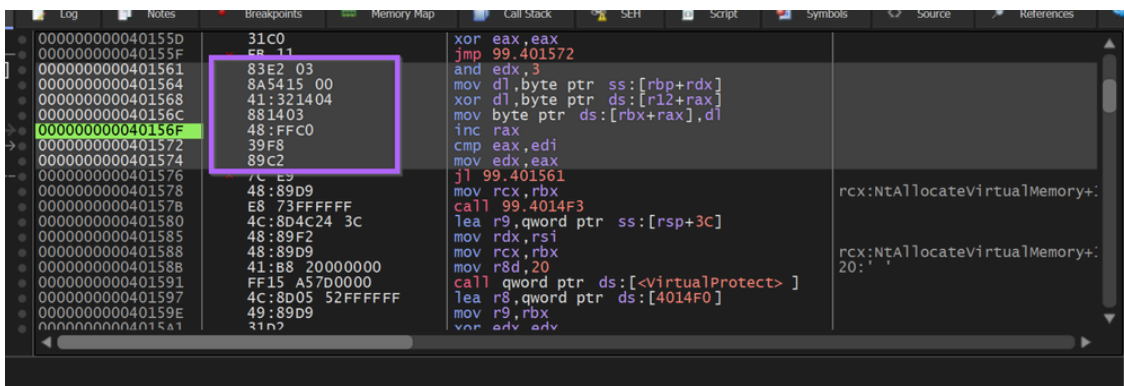 Log Notes Breakpoints Memory Map Call Stack SEH Script Symbols Source References
000000000040155D 31C0 xor eax,eax
000000000040155F EB 11 jmp 99.401572
0000000000401561 83E2 03 and edx,3
0000000000401564 8A5415 00 mov dl,byte ptr ss:[rbp+rdx]
0000000000401568 41:321404 xor dl,byte ptr ds:[r12+rax]
000000000040156C 881403 mov byte ptr ds:[rbx+rax],dl
000000000040156F 48:FFC0 inc rax
0000000000401572 39F8 cmp eax,edi
0000000000401574 89C2 mov edx,eax
0000000000401576 7C E9 jl 99.401561
0000000000401578 48:89D9 mov rcx,rbx rcx:NtAllocateVirtualMemory+
000000000040157B E8 73FFFFFF call 99.4014F3
0000000000401580 4C:8D4C24 3C lea r9,qword ptr ss:[rsp+3C]
0000000000401585 48:89F2 mov rdx,rsi
0000000000401588 48:89D9 mov rcx,rbx rcx:NtAllocateVirtualMemory+
000000000040158B 41:B8 20000000 mov r8d,20 20:' '
0000000000401591 FF15 A57D0000 call qword ptr ds:[<VirtualProtect> ]
0000000000401597 4C:8D05 52FFFFFF lea r8,qword ptr ds:[4014F0]
000000000040159E 49:89D9 mov r9,rbx
00000000004015A1 31D2 xor edx,edx